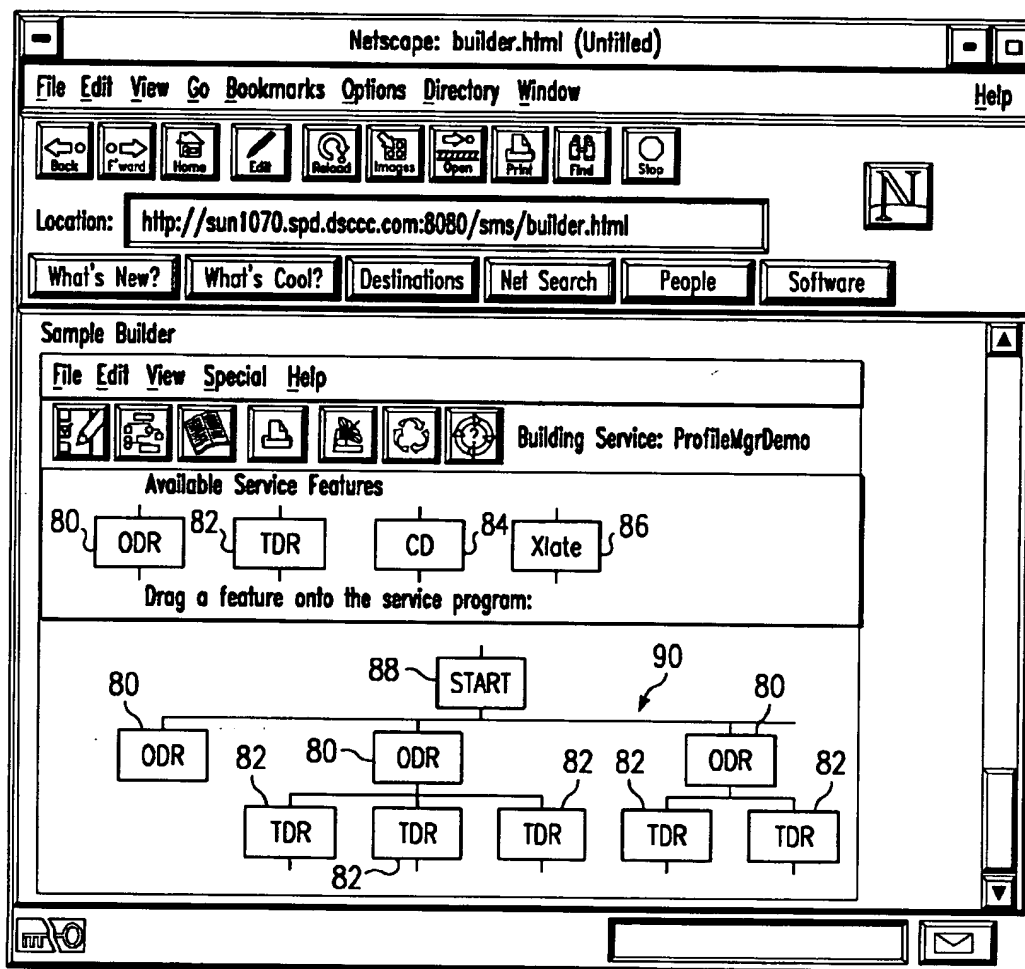 Netscape: builder.html (Untitled)
File Edit View Go Bookmarks Options Directory Window Help
Back F'ward Home Edit Reload Images Open Print Find Stop
N
Location: http://sun1070.spd.dsccc.com:8080/sms/builder.html
What's New? What's Cool? Destinations Net Search People Software
Sample Builder
File Edit View Special Help
Building Service: ProfileMgrDemo
Available Service Features
80 ODR 82 TDR CD 84 Xlate 86
Drag a feature onto the service program:
88 START 90
80 80
ODR 80 ODR ODR
82 82 82 82
TDR TDR TDR TDR TDR
82